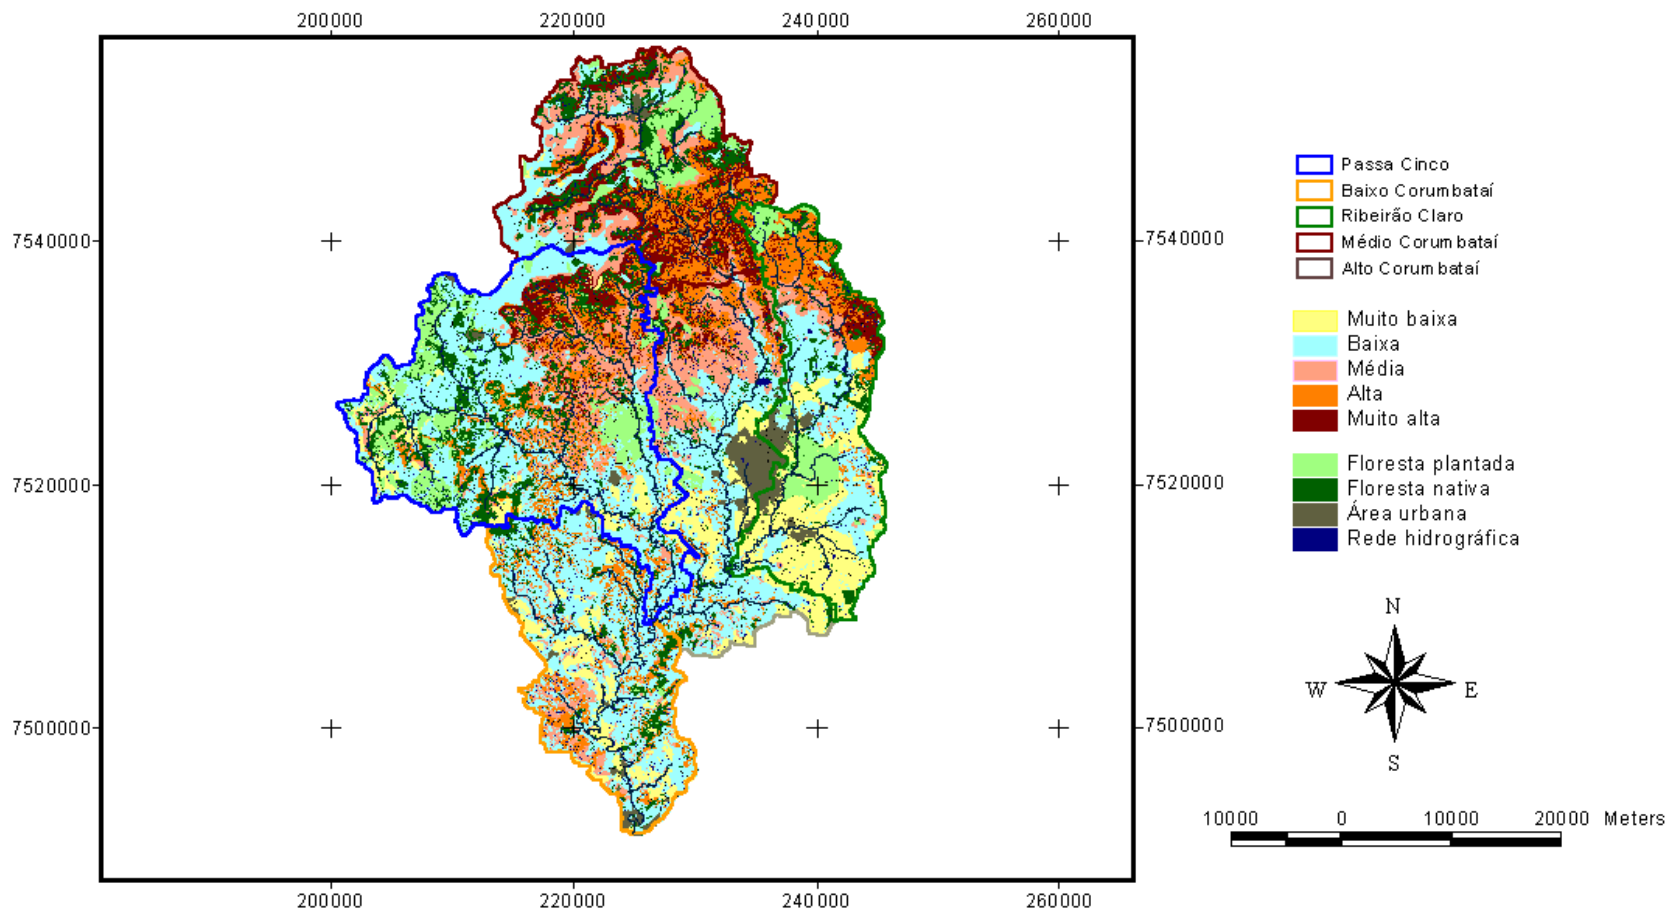 200000 220000 240000 260000
Passa Cinco
Baixo Corumbataí
Ribeirão Claro
7540000 7540000
Médio Corumbataí
Alto Corumbataí
Muito baixa
Baixa
Média
Alta
Muito alta
Floresta plantada
7520000 7520000
Floresta nativa
Área urbana
Rede hidrográfica
N
W E
S
7500000 7500000
10000 0 10000 20000 Meters
200000 220000 240000 260000